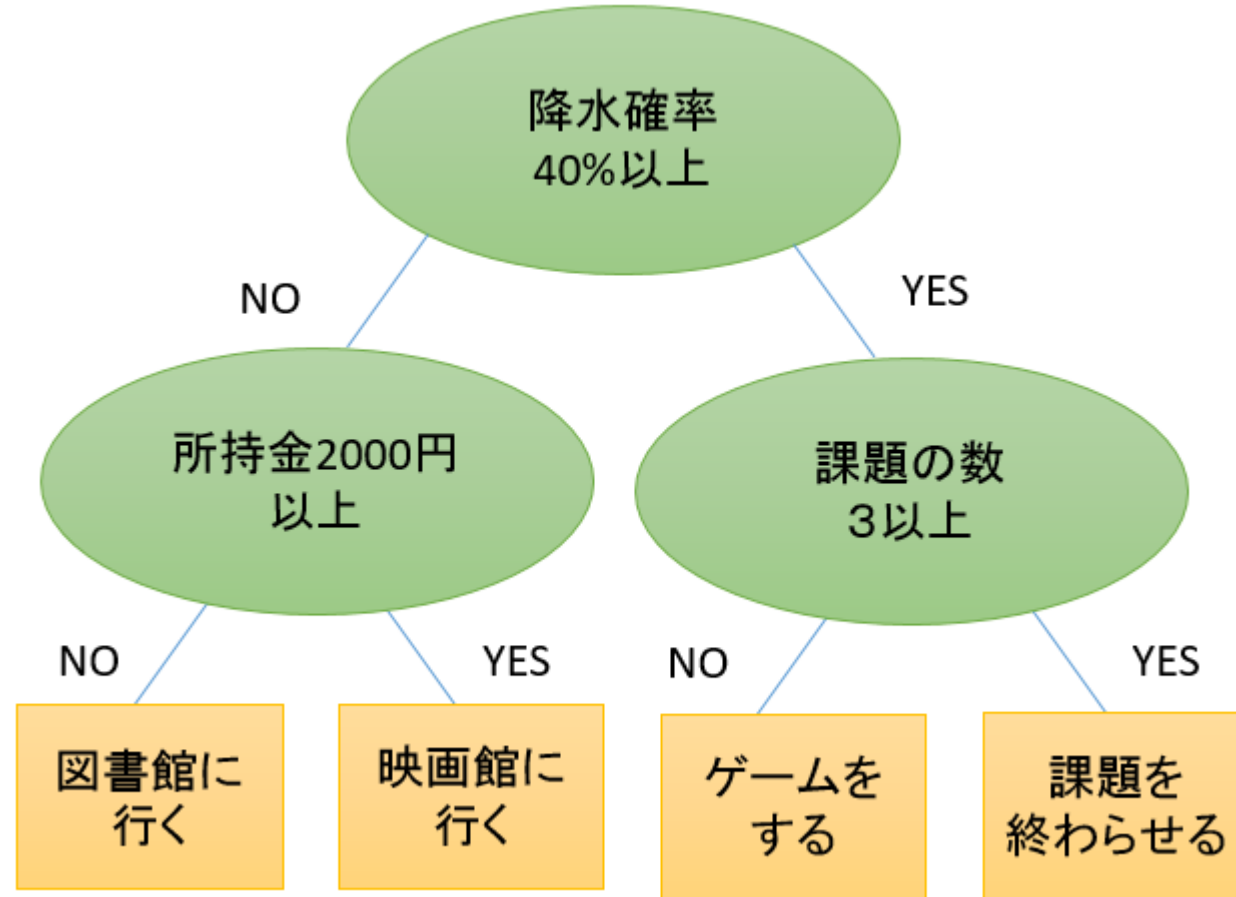 降水確率
40%以上
NO
YES
所持金2000円
以上
課題の数
３以上
NO
YES
NO
YES
図書館に
行く
映画館に
行く
ゲームを
する
課題を
終わらせる